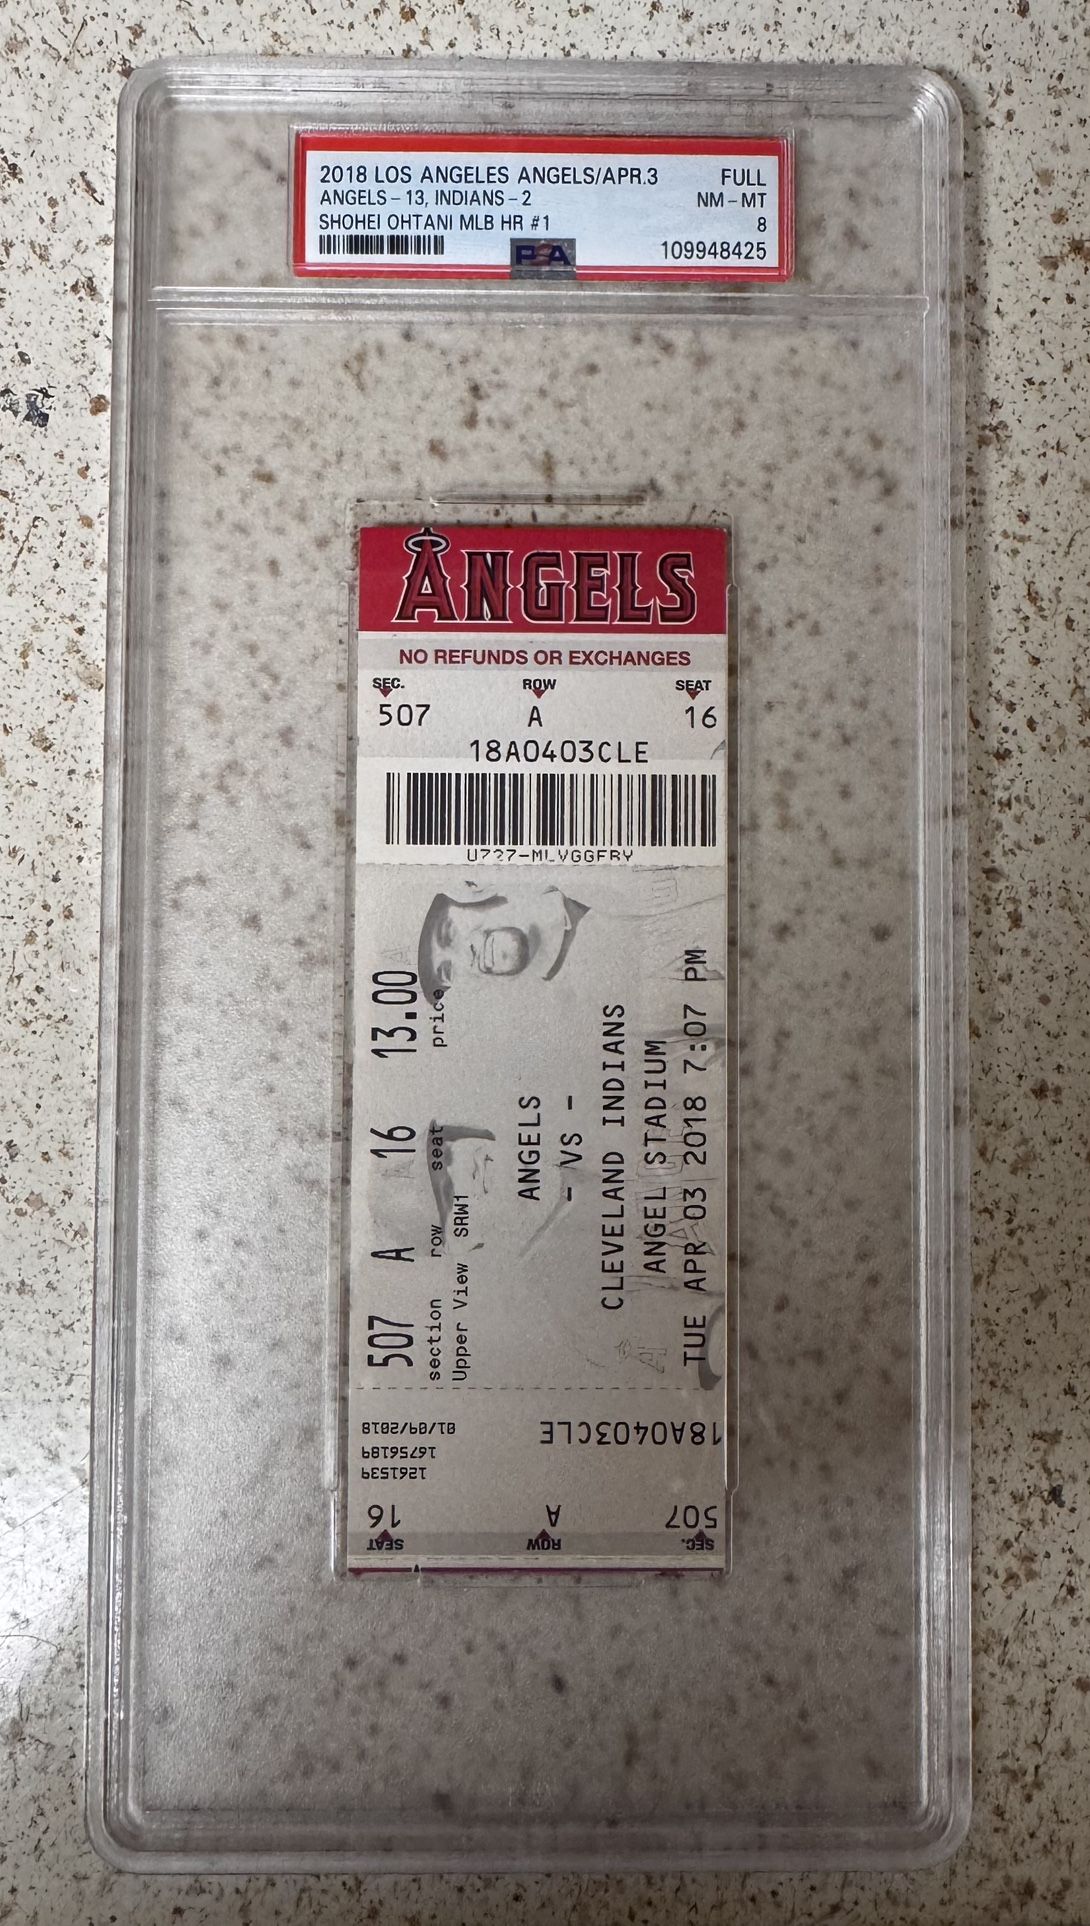 2018 LOS ANGELES ANGELS/APR.3 FULL
ANGELS-13, INDIANS-2 NM-MT
SHOHEI OHTANI MLB HR #1 8
PSA 109948425
ANGELS
NO REFUNDS OR EXCHANGES
SEC. ROW SEAT
507 A 16
18A0403CLE
507 A 16 13.00
section row seat price
Upper View SRW1
ANGELS
- VS -
CLEVELAND INDIANS
ANGEL STADIUM
TUE APR 03 2018 7:07 PM
SEC. ROW SEAT
507 A 16
1261539
16756189
18A0403CLE 01/09/2018